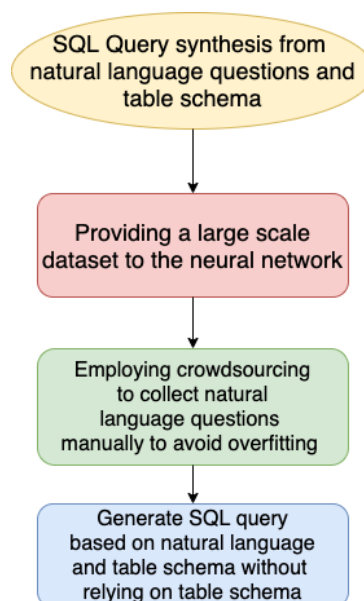 SQL Query synthesis from
natural language questions and
table schema
Providing a large scale
dataset to the neural network
Employing crowdsourcing
to collect natural
language questions
manually to avoid overfitting
Generate SQL query
based on natural language
and table schema without
relying on table schema